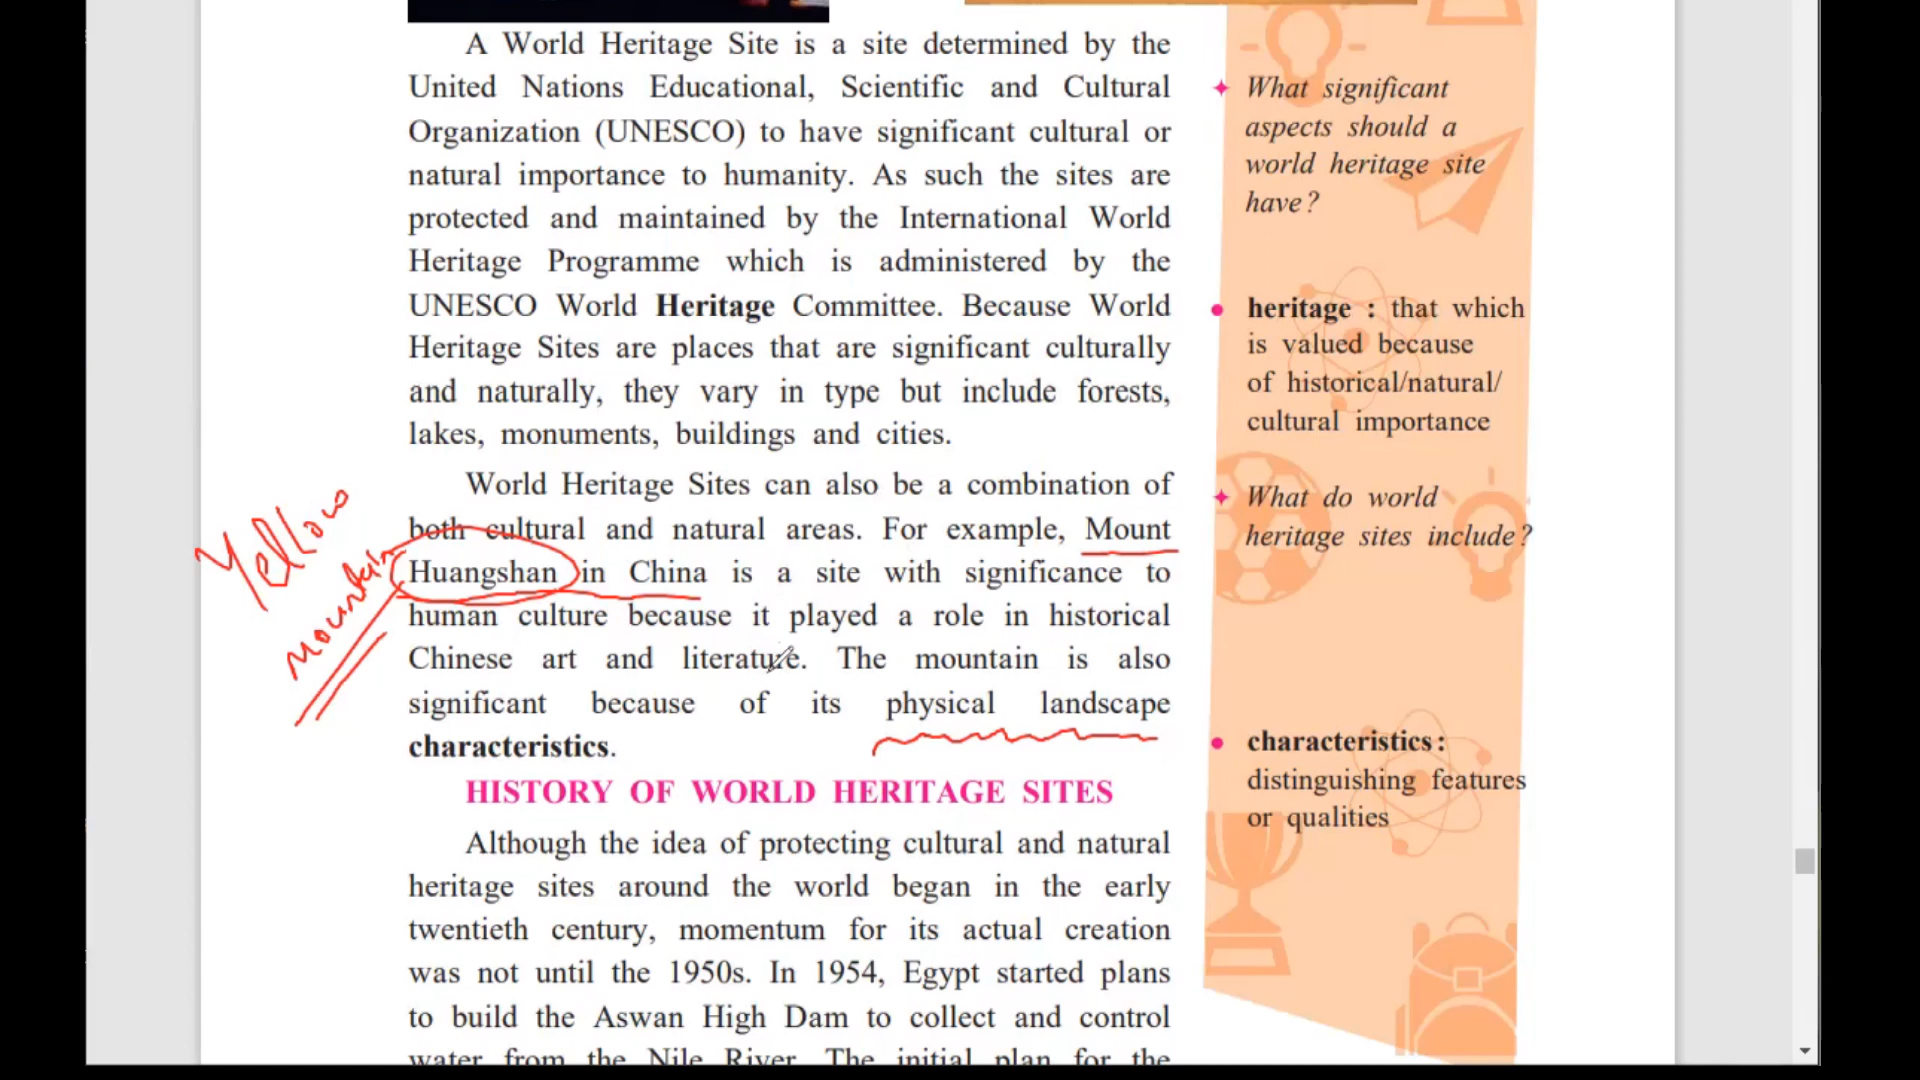 A World Heritage Site is a site determined by the
United Nations Educational, Scientific and Cultural
Organization (UNESCO) to have significant cultural or
natural importance to humanity. As such the sites are
protected and maintained by the International World
Heritage Programme which is administered by the
UNESCO World Heritage Committee. Because World
Heritage Sites are places that are significant culturally
and naturally, they vary in type but include forests,
lakes, monuments, buildings and cities.
World Heritage Sites can also be a combination of
both cultural and natural areas. For example, Mount
Huangshan in China is a site with significance to
human culture because it played a role in historical
Chinese art and literature. The mountain is also
significant because of its physical landscape
characteristics.
Yellow
mountain
HISTORY OF WORLD HERITAGE SITES
Although the idea of protecting cultural and natural
heritage sites around the world began in the early
twentieth century, momentum for its actual creation
was not until the 1950s. In 1954, Egypt started plans
to build the Aswan High Dam to collect and control
water from the Nile River. The initial plan for the
What significant
aspects should a
world heritage site
have?
heritage : that which
is valued because
of historical/natural/
cultural importance
What do world
heritage sites include?
characteristics:
distinguishing features
or qualities